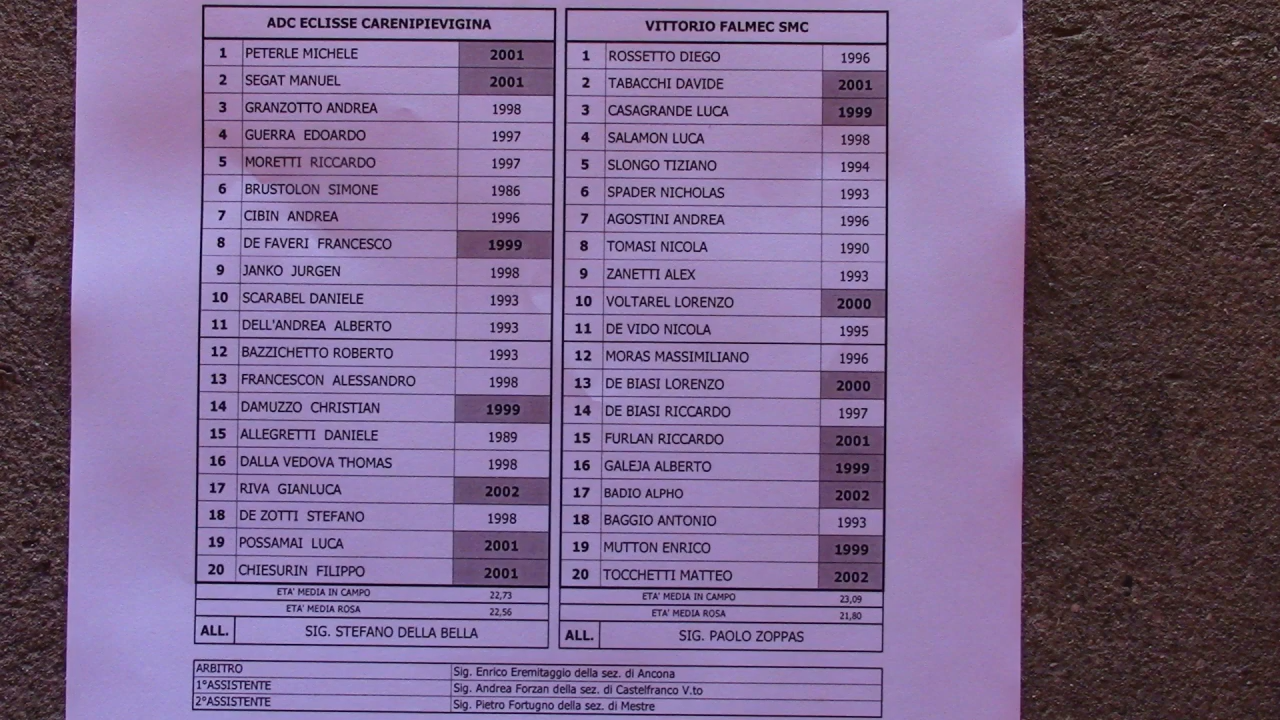 ADC ECLISSE CARENIPIEVIGINA
1 PETERLE MICHELE 2001
2 SEGAT MANUEL 2001
3 GRANZOTTO ANDREA 1998
4 GUERRA EDOARDO 1997
5 MORETTI RICCARDO 1997
6 BRUSTOLON SIMONE 1986
7 CIBIN ANDREA 1996
8 DE FAVERI FRANCESCO 1999
9 JANKO JURGEN 1998
10 SCARABEL DANIELE 1993
11 DELL'ANDREA ALBERTO 1993
12 BAZZICHETTO ROBERTO 1993
13 FRANCESCON ALESSANDRO 1998
14 DAMUZZO CHRISTIAN 1999
15 ALLEGRETTI DANIELE 1989
16 DALLA VEDOVA THOMAS 1998
17 RIVA GIANLUCA 2002
18 DE ZOTTI STEFANO 1998
19 POSSAMAI LUCA 2001
20 CHIESURIN FILIPPO 2001
ETA' MEDIA IN CAMPO 22,73
ETA' MEDIA ROSA 22,56
ALL. SIG. STEFANO DELLA BELLA
VITTORIO FALMEC SMC
1 ROSSETTO DIEGO 1996
2 TABACCHI DAVIDE 2001
3 CASAGRANDE LUCA 1999
4 SALAMON LUCA 1998
5 SLONGO TIZIANO 1994
6 SPADER NICHOLAS 1993
7 AGOSTINI ANDREA 1996
8 TOMASI NICOLA 1990
9 ZANETTI ALEX 1993
10 VOLTAREL LORENZO 2000
11 DE VIDO NICOLA 1995
12 MORAS MASSIMILIANO 1996
13 DE BIASI LORENZO 2000
14 DE BIASI RICCARDO 1997
15 FURLAN RICCARDO 2001
16 GALEJA ALBERTO 1999
17 BADIO ALPHO 2002
18 BAGGIO ANTONIO 1993
19 MUTTON ENRICO 1999
20 TOCCHETTI MATTEO 2002
ETA' MEDIA IN CAMPO 23,09
ETA' MEDIA ROSA 21,80
ALL. SIG. PAOLO ZOPPAS
ARBITRO Sig. Enrico Eremitaggio della sez. di Ancona
1°ASSISTENTE Sig. Andrea Forzan della sez. di Castelfranco V.to
2°ASSISTENTE Sig. Pietro Fortugno della sez. di Mestre